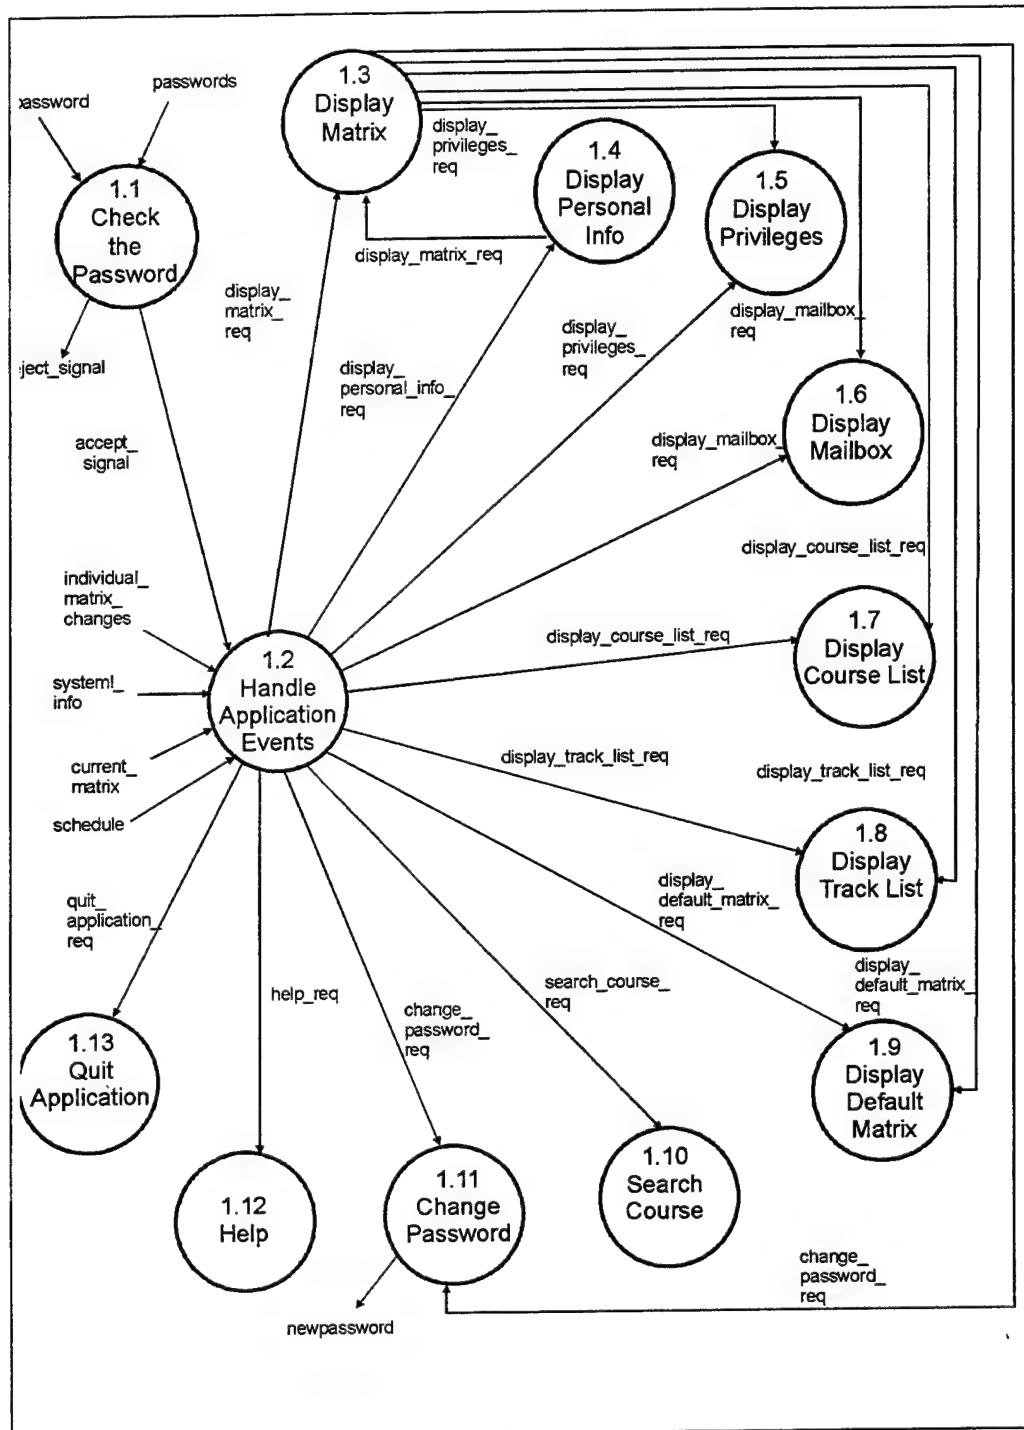 1.3
Display
Matrix
passwords
xassword
display_
privileges_
req
1.4
Display
Personal
Info
1.5
Display
Privileges
1.1
Check
the
Password
display_matrix_req
display_
matrix_
req
display_mailbox_
req
display_
privileges_
req
eject_signal
display_
personal_info_
req
1.6
Display
Mailbox
accept_
signal
display_mailbox_
req
display_course_list_req
individual_
matrix_
changes
1.7
Display
Course List
display_course_list_req
1.2
Handle
Application
Events
system!_
info
display_track_list_req
display_track_list_req
current_
matrix
schedule
1.8
Display
Track List
display_
default_matrix_
req
quit_
application_
req
display_
default_matrix_
req
help_req
search_course_
req
change_
password_
req
1.13
Quit
Application
1.9
Display
Default
Matrix
1.10
Search
Course
1.11
Change
Password
1.12
Help
change_
password_
req
newpassword